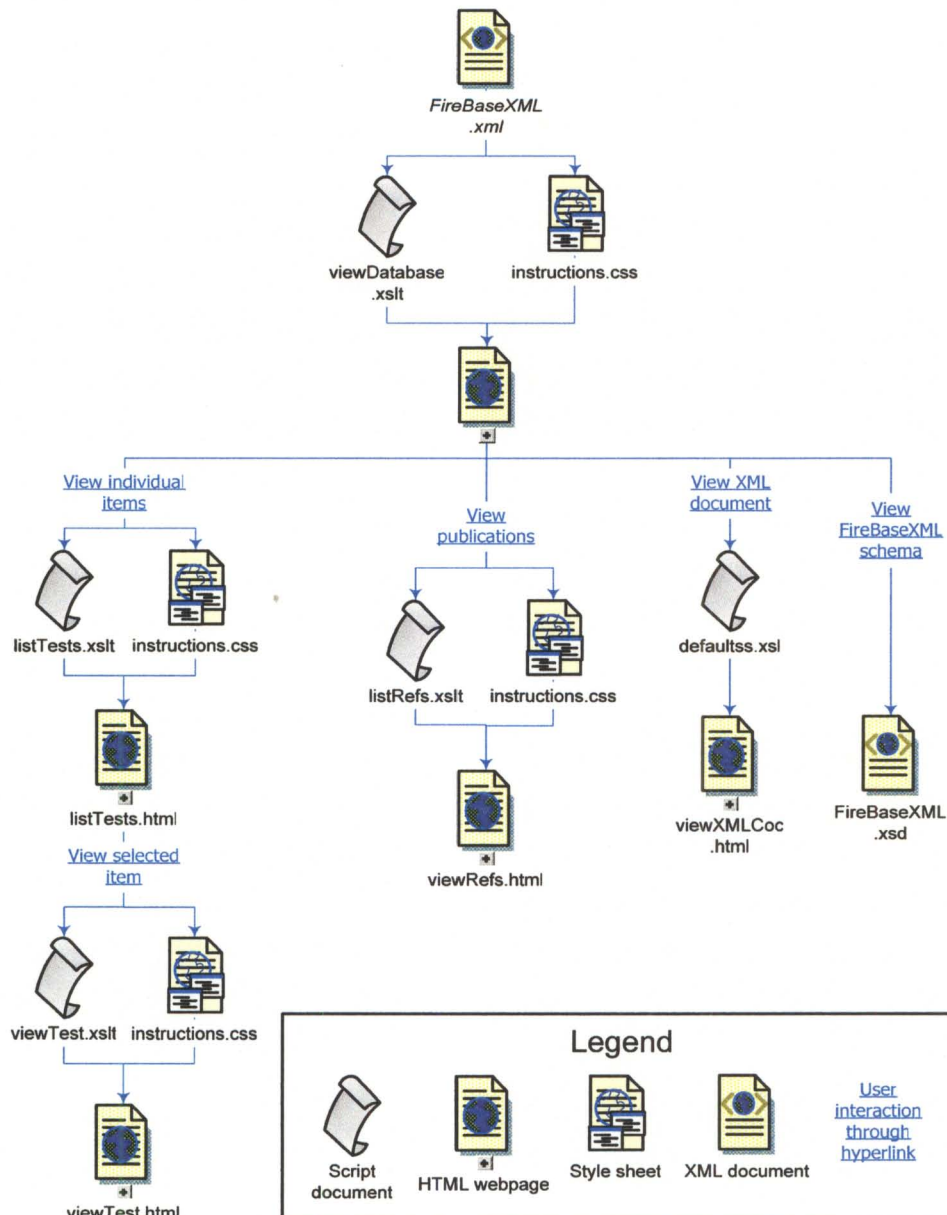 FireBaseXML
.xml
viewDatabase
.xslt
instructions.css
View individual
items
View
publications
View XML
document
View
FireBaseXML
schema
listTests.xslt
instructions.css
listRefs.xslt
instructions.css
defaultss.xsl
listTests.html
viewRefs.html
viewXMLCoc
.html
FireBaseXML
.xsd
View selected
item
viewTest.xslt
instructions.css
viewTest.html
Legend
Script
document
HTML webpage
Style sheet
XML document
User
interaction
through
hyperlink